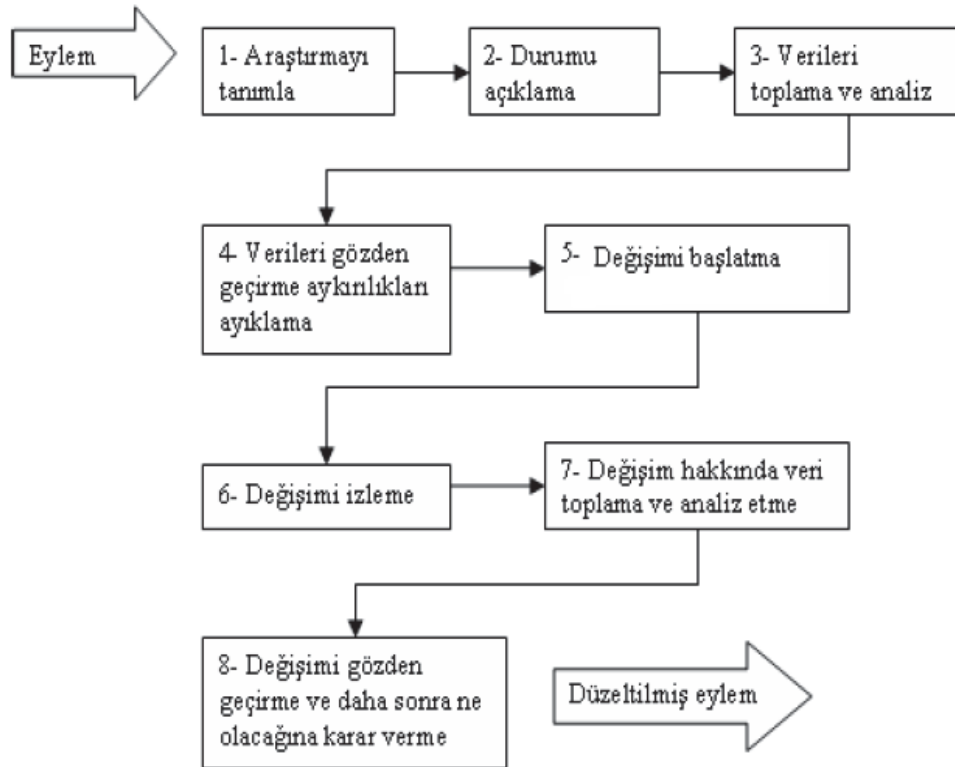 Eylem
1- Araştırmayı
tanımla
2- Durumu
açıklama
3- Verileri
toplama ve analiz
4- Verileri gözden
geçirme aykırılıkları
ayıklama
5- Değişimi başlatma
6- Değişimi izleme
7- Değişim hakkında veri
toplama ve analiz etme
8- Değişimi gözden
geçirme ve daha sonra ne
olacağına karar verme
Düzeltilmiş eylem